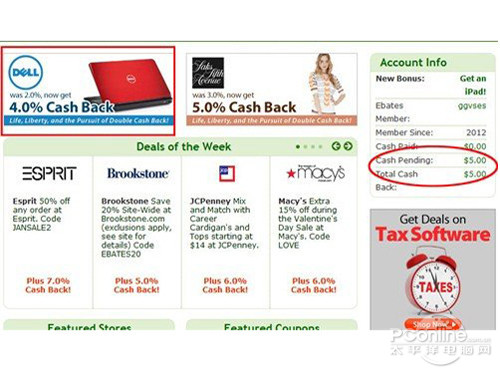 DELL
was 2.0%, now get
4.0% Cash Back
Life, Liberty, and the Pursuit of Double Cash Back!
Saks
Fifth
Avenue
was 3.0%, now get
5.0% Cash Back
Life, Liberty, and the Pursuit of Double Cash Back!
Deals of the Week
ESPRIT
Esprit 50% off
any order at
Esprit. Code
JANSALE2
Plus 7.0%
Cash Back!
Brookstone
Brookstone Save
20% Site-Wide at
Brookstone.com
(exclusions apply,
see site for
details) Code
EBATES20
Plus 5.0%
Cash Back!
JCPenney Mix
and Match with
Career
Cardigan's and
Tops starting at
$14 at JCPenney.
Plus 6.0%
Cash Back!
macys
Macy's Extra
15% off during
the Valentine's
Day Sale at
Macy's. Code
LOVE
Plus 6.0%
Cash Back!
Featured Stores
Featured Coupons
Account Info
New Bonus: Get an
iPad!
Ebates ggvses
Member:
Member Since: 2012
Cash Paid: $0.00
Cash Pending: $5.00
Total Cash $5.00
Back:
Get Deals on
Tax Software
TAXES
Shop Now
PConline
.com.cn
太平洋电脑网